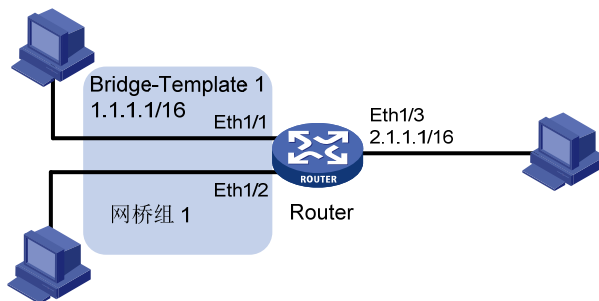 Bridge-Template 1
1.1.1.1/16
Eth1/1
Eth1/2
网桥组 1
ROUTER
Router
Eth1/3
2.1.1.1/16